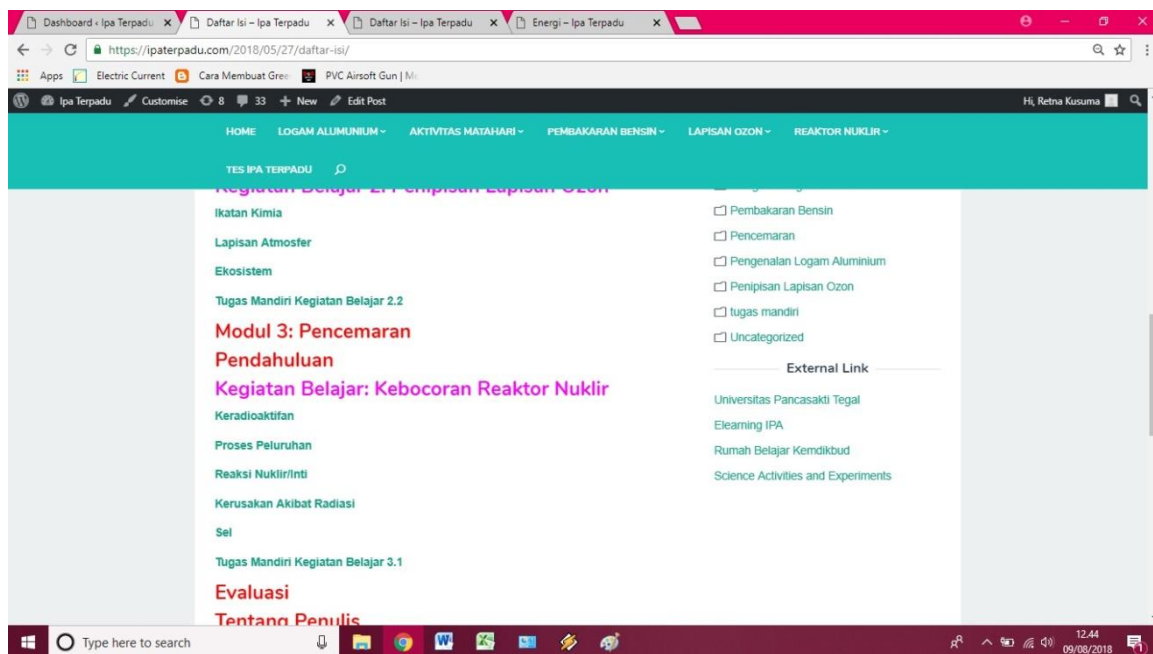 Dashboard ‹ Ipa Terpadu
Daftar Isi – Ipa Terpadu
Daftar Isi – Ipa Terpadu
Energi – Ipa Terpadu
https://ipaterpadu.com/2018/05/27/daftar-isi/
Apps Electric Current Cara Membuat Gree PVC Airsoft Gun | M
Ipa Terpadu Customise 8 33 + New Edit Post Hi, Retna Kusuma
HOME LOGAM ALUMUNIUM AKTIVITAS MATAHARI PEMBAKARAN BENSIN LAPISAN OZON REAKTOR NUKLIR
TES IPA TERPADU
Kegiatan Belajar 2: Penipisan Lapisan Ozon
Ikatan Kimia
Lapisan Atmosfer
Ekosistem
Tugas Mandiri Kegiatan Belajar 2.2
Modul 3: Pencemaran
Pendahuluan
Kegiatan Belajar: Kebocoran Reaktor Nuklir
Keradioaktifan
Proses Peluruhan
Reaksi Nuklir/Inti
Kerusakan Akibat Radiasi
Sel
Tugas Mandiri Kegiatan Belajar 3.1
Evaluasi
Tentang Penulis
Pembakaran Bensin
Pencemaran
Pengenalan Logam Aluminium
Penipisan Lapisan Ozon
tugas mandiri
Uncategorized
External Link
Universitas Pancasakti Tegal
Elearning IPA
Rumah Belajar Kemdikbud
Science Activities and Experiments
Type here to search
12.44
09/08/2018